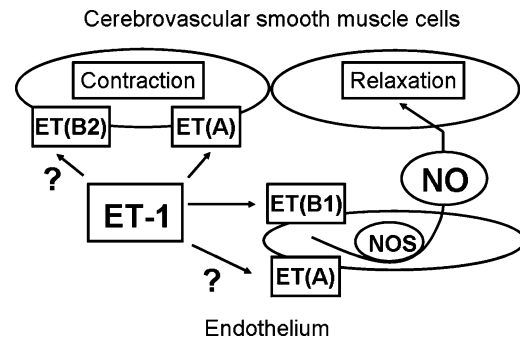 Cerebrovascular smooth muscle cells
Contraction
Relaxation
ET(B2)
ET(A)
?
ET-1
NO
ET(B1)
NOS
?
ET(A)
Endothelium